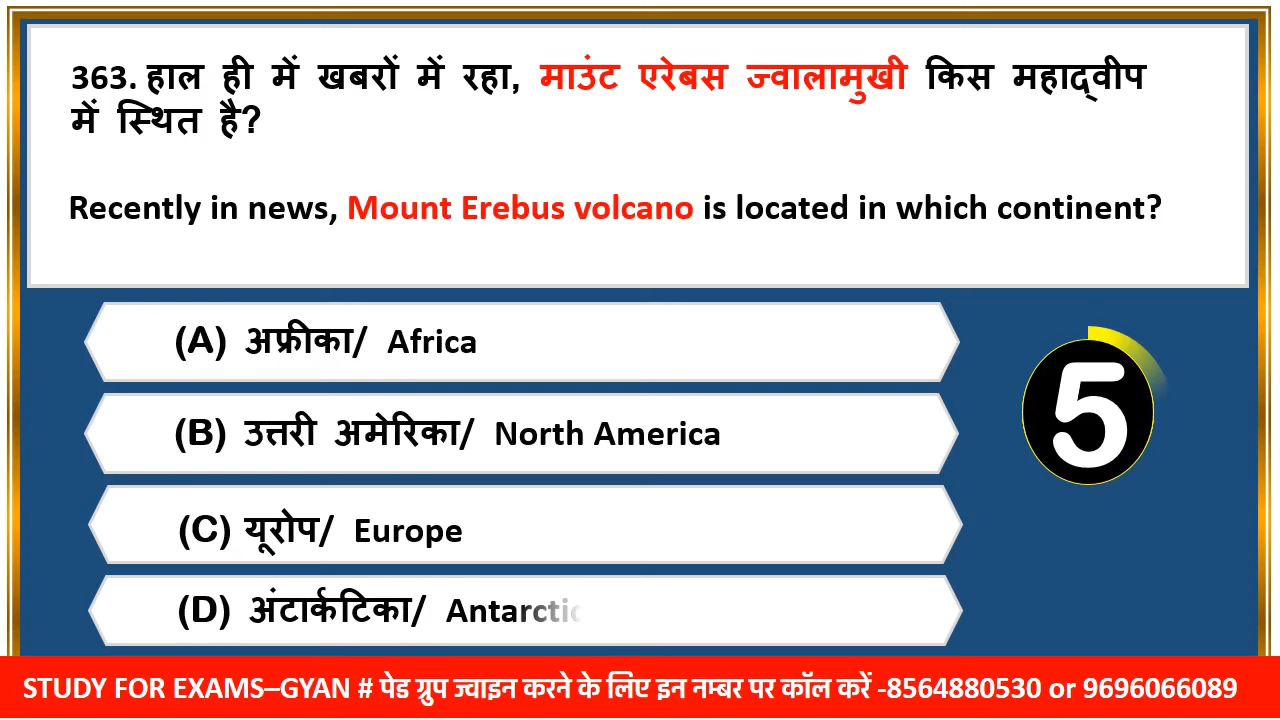 363. हाल ही में खबरों में रहा, माउंट एरेबस ज्वालामुखी किस महाद्वीप
में स्थित है?
Recently in news, Mount Erebus volcano is located in which continent?
(A) अफ्रीका/ Africa
(B) उत्तरी अमेरिका/ North America
5
(C) यूरोप/ Europe
(D) अंटार्कटिका/ Antarctic
STUDY FOR EXAMS–GYAN # पेड ग्रुप ज्वाइन करने के लिए इन नम्बर पर कॉल करें -8564880530 or 9696066089